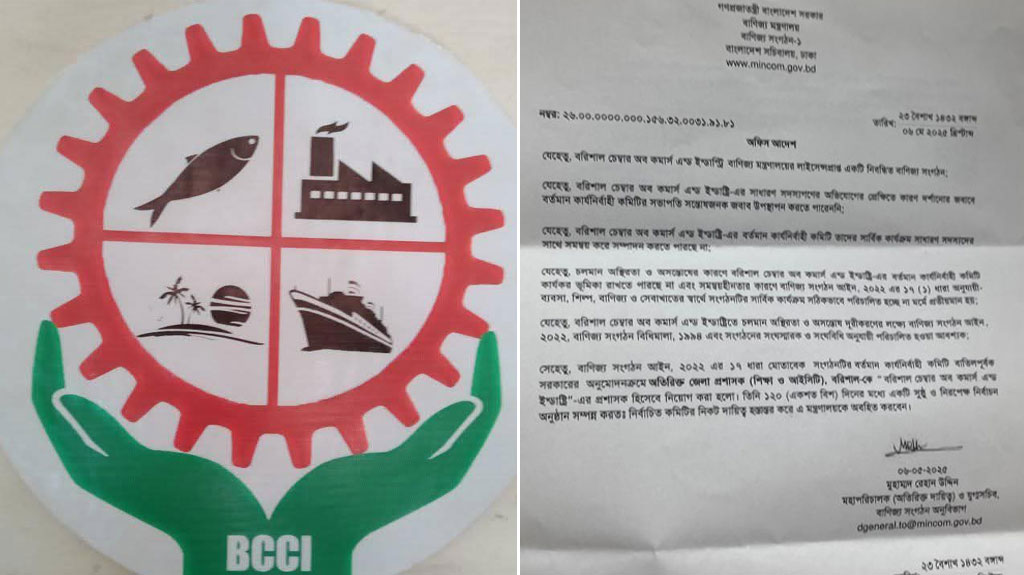 BCCI
গণপ্রজাতন্ত্রী বাংলাদেশ সরকার
বাণিজ্য মন্ত্রণালয়
বাণিজ্য সংগঠন-১
বাংলাদেশ সচিবালয়, ঢাকা
www.mincom.gov.bd
নম্বর: ২৬.০০.০০০০.০০০.১৫৬.৩২.০০৩১.৯১.৮১
তারিখ: ২৩ বৈশাখ ১৪৩২ বঙ্গাব্দ
০৬ মে ২০২৫ খ্রিস্টাব্দ
অফিস আদেশ
যেহেতু, বরিশাল চেম্বার অব কমার্স এন্ড ইন্ডাস্ট্রি বাণিজ্য মন্ত্রণালয়ের লাইসেন্সপ্রাপ্ত একটি নিবন্ধিত বাণিজ্য সংগঠন;
যেহেতু, বরিশাল চেম্বার অব কমার্স এন্ড ইন্ডাস্ট্রি-এর সাধারণ সদস্যগণের অভিযোগের প্রেক্ষিতে কারণ দর্শানোর জবাবে
বর্তমান কার্যনির্বাহী কমিটির সভাপতি সন্তোষজনক জবাব উপস্থাপন করতে পারেননি;
যেহেতু, বরিশাল চেম্বার অব কমার্স এন্ড ইন্ডাস্ট্রি-এর বর্তমান কার্যনির্বাহী কমিটি তাদের সার্বিক কার্যক্রম সাধারণ সদস্যদের
সাথে সমন্বয় করে সম্পাদন করতে পারছে না;
যেহেতু, চলমান অস্থিরতা ও অসন্তোষের কারণে বরিশাল চেম্বার অব কমার্স এন্ড ইন্ডাস্ট্রি-এর বর্তমান কার্যনির্বাহী কমিটি
কার্যকর ভূমিকা রাখতে পারছে না এবং সমন্বয়হীনতার কারণে বাণিজ্য সংগঠন আইন, ২০২২ এর ১৭ (১) ধারা অনুযায়ী-
ব্যবসা, শিল্প, বাণিজ্য ও সেবাখাতের স্বার্থে সংগঠনটির সার্বিক কার্যক্রম সঠিকভাবে পরিচালিত হচ্ছে না মর্মে প্রতীয়মান হয়;
যেহেতু, বরিশাল চেম্বার অব কমার্স এন্ড ইন্ডাস্ট্রিতে চলমান অস্থিরতা ও অসন্তোষ দূরীকরণের লক্ষ্যে বাণিজ্য সংগঠন আইন,
২০২২, বাণিজ্য সংগঠন বিধিমালা, ১৯৯৪ এবং সংগঠনের সংঘস্মারক ও সংঘবিধি অনুযায়ী পরিচালিত হওয়া আবশ্যক;
সেহেতু, বাণিজ্য সংগঠন আইন, ২০২২ এর ১৭ ধারা মোতাবেক সংগঠনটির বর্তমান কার্যনির্বাহী কমিটি বাতিলপূর্বক
সরকারের অনুমোদনক্রমে অতিরিক্ত জেলা প্রশাসক (শিক্ষা ও আইসিটি), বরিশাল-কে " বরিশাল চেম্বার অব কমার্স এন্ড
ইন্ডাস্ট্রি"-এর প্রশাসক হিসেবে নিয়োগ করা হলো। তিনি ১২০ (একশত বিশ) দিনের মধ্যে একটি সুষ্ঠু ও নিরপেক্ষ নির্বাচন
অনুষ্ঠান সম্পন্ন করতঃ নির্বাচিত কমিটির নিকট দায়িত্ব হস্তান্তর করে এ মন্ত্রণালয়কে অবহিত করবেন।
০৬-০৫-২০২৫
মুহাম্মদ রেহান উদ্দিন
মহাপরিচালক (অতিরিক্ত দায়িত্ব) ও যুগ্মসচিব,
বাণিজ্য সংগঠন অনুবিভাগ
dgeneral.to@mincom.gov.bd
২৩ বৈশাখ ১৪৩২ বঙ্গাব্দ